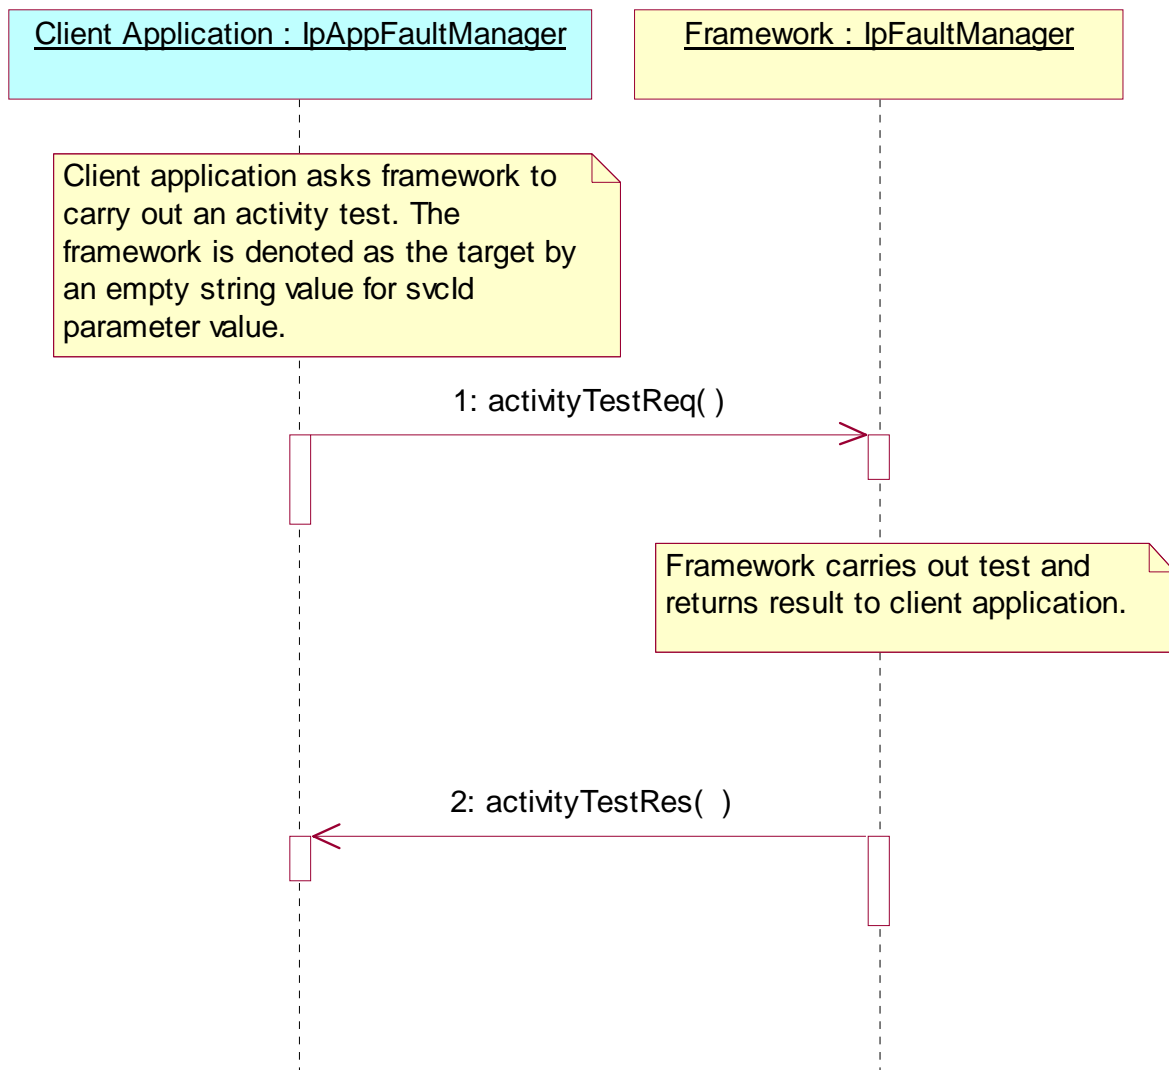 Client Application : IpAppFaultManager
Framework : IpFaultManager
Client application asks framework to
carry out an activity test. The
framework is denoted as the target by
an empty string value for svcId
parameter value.
1: activityTestReq( )
Framework carries out test and
returns result to client application.
2: activityTestRes(  )